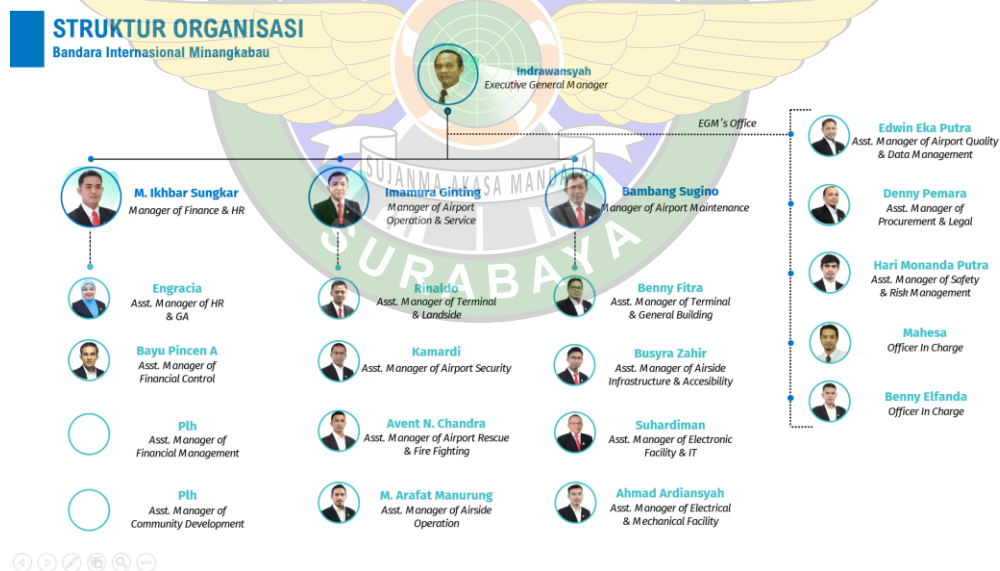 STRUKTUR ORGANISASI
Bandara Internasional Minangkabau
Indrawansyah
Executive General Manager
EGM's Office
SUJANMA AKASA MANDALA
SURABAYA
M. Ikhbar Sungkar
Manager of Finance & HR
Imamura Ginting
Manager of Airport
Operation & Service
Bambang Sugino
Manager of Airport Maintenance
Engracia
Asst. Manager of HR
& GA
Bayu Pincen A
Asst. Manager of
Financial Control
Plh
Asst. Manager of
Financial Management
Plh
Asst. Manager of
Community Development
Rinaldo
Asst. Manager of Terminal
& Landside
Kamardi
Asst. Manager of Airport Security
Avent N. Chandra
Asst. Manager of Airport Rescue
& Fire Fighting
M. Arafat Manurung
Asst. Manager of Airside
Operation
Benny Fitra
Asst. Manager of Terminal
& General Building
Busyra Zahir
Asst. Manager of Airside
Infrastructure & Accesibility
Suhardiman
Asst. Manager of Electronic
Facility & IT
Ahmad Ardiansyah
Asst. Manager of Electrical
& Mechanical Facility
Edwin Eka Putra
Asst. Manager of Airport Quality
& Data Management
Denny Pemara
Asst. Manager of
Procurement & Legal
Hari Monanda Putra
Asst. Manager of Safety
& Risk Management
Mahesa
Officer In Charge
Benny Elfanda
Officer In Charge